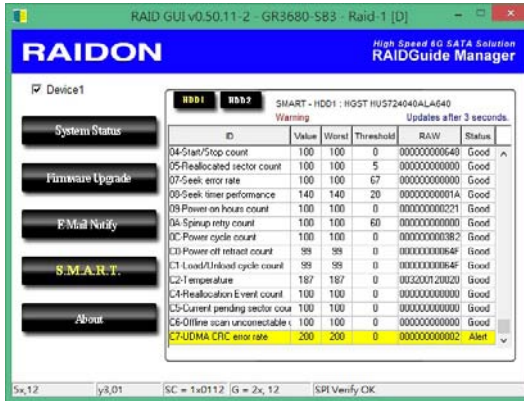 RAID GUI v0.50.11-2 - GR3680-SB3 - Raid-1 [D]
RAIDON
High Speed 6G SATA Solution
RAIDGuide Manager
Device1
System Status
Firmware Upgrade
E-Mail Notify
S.M.A.R.T.
About
HDD1 HDD2 SMART - HDD1 : HGST HUS724040ALA640
Warning Updates after 3 seconds.
ID Value Worst Threshold RAW Status
04-Start/Stop count 100 100 0 000000000648 Good
05-Reallocated sector count 100 100 5 000000000000 Good
07-Seek error rate 100 100 67 000000000000 Good
08-Seek timer performance 140 140 20 00000000001A Good
09-Power-on hours count 100 100 0 000000000221 Good
0A-Spinup retry count 100 100 60 000000000000 Good
0C-Power cycle count 100 100 0 0000000003B2 Good
C0-Power off retract count 99 99 0 00000000064F Good
C1-Load/Unload cycle count 99 99 0 00000000064F Good
C2-Temperature 187 187 0 003200120020 Good
C4-Reallocation Event count 100 100 0 000000000000 Good
C5-Current pending sector cour 100 100 0 000000000000 Good
C6-Offline scan uncorrectable c 100 100 0 000000000000 Good
C7-UDMA CRC error rate 200 200 0 000000000002 Alert
5x,12 y3,01 SC = 1x0112 G = 2x, 12 SPI Verify OK